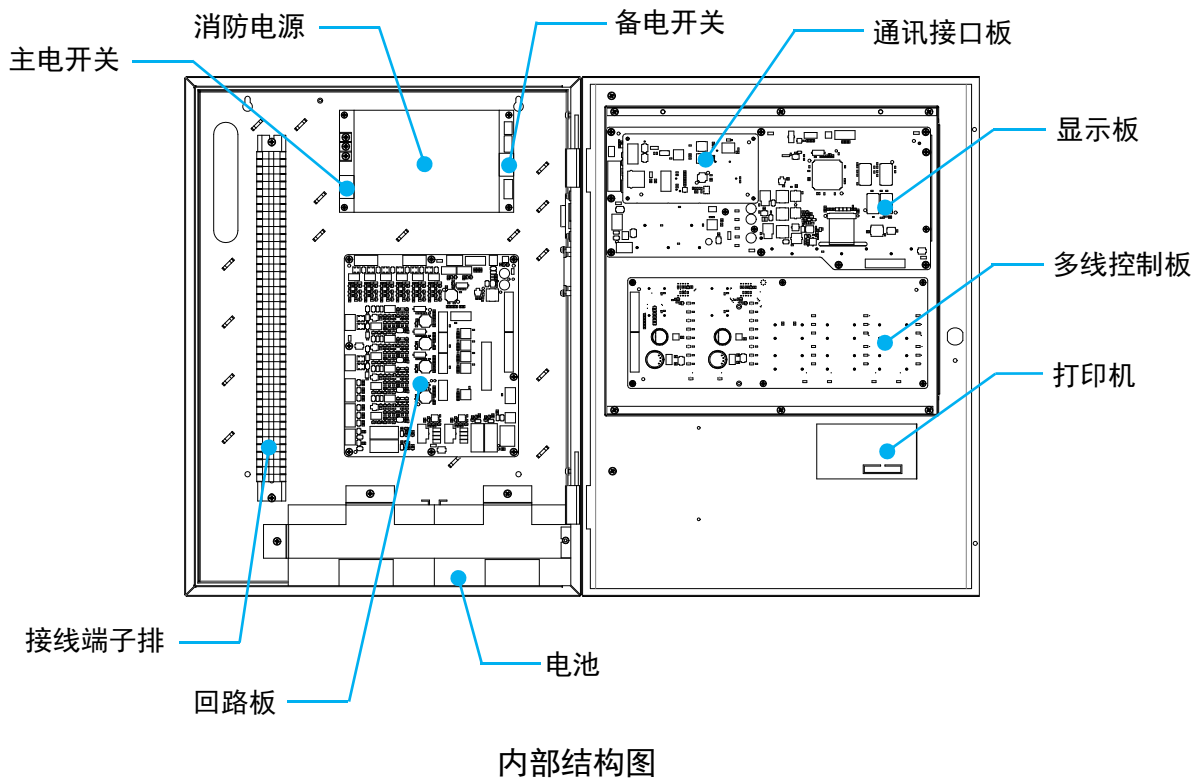 消防电源
备电开关
通讯接口板
主电开关
显示板
多线控制板
打印机
接线端子排
电池
回路板
内部结构图